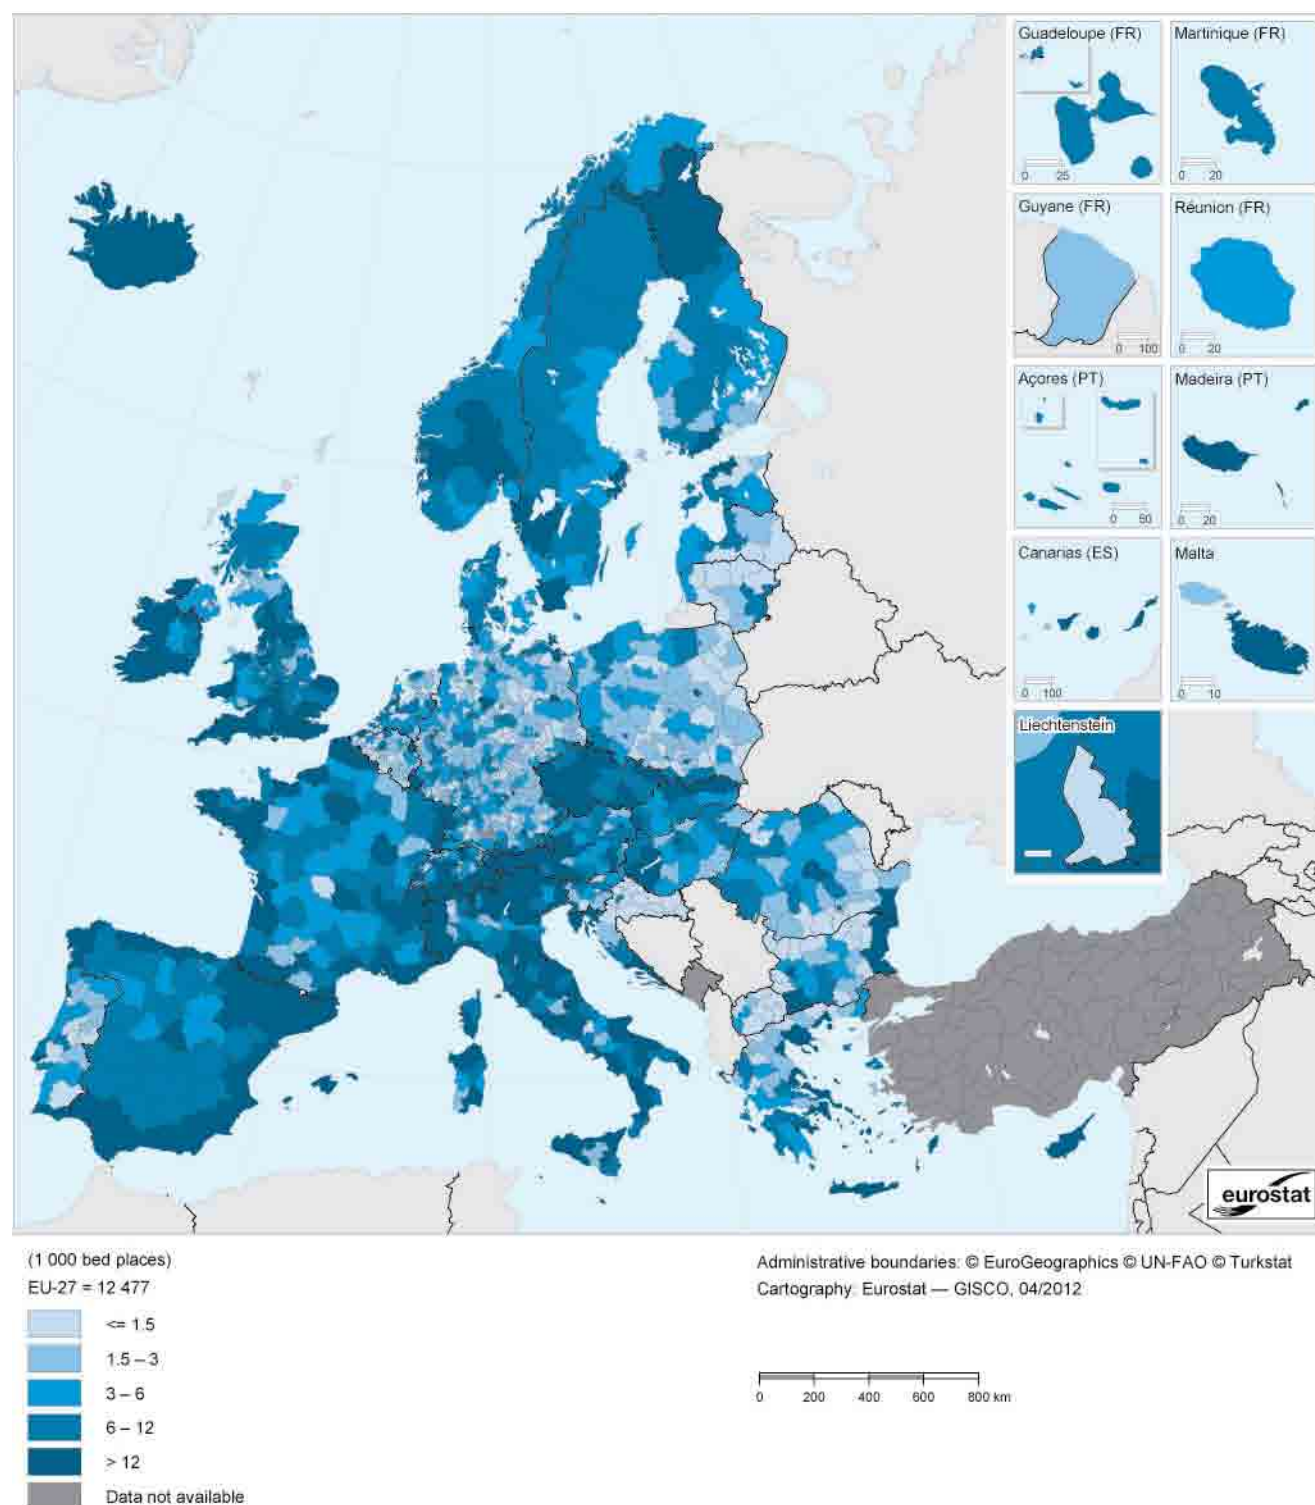 Guadeloupe (FR)
0 25
Martinique (FR)
0 20
Guyane (FR)
0 100
Réunion (FR)
0 20
Açores (PT)
0 50
Madeira (PT)
0 20
Canarias (ES)
0 100
Malta
0 10
Liechtenstein
eurostat
(1 000 bed places)
EU-27 = 12 477
<= 1.5
1.5 – 3
3 – 6
6 – 12
> 12
Data not available
Administrative boundaries: © EuroGeographics © UN-FAO © Turkstat
Cartography: Eurostat — GISCO, 04/2012
0 200 400 600 800 km